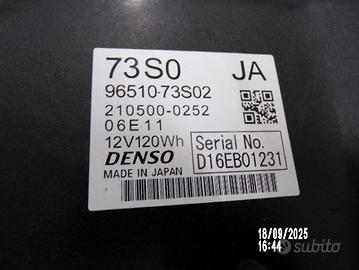 73S0 JA
96510-73S02
210500-0252
06E11
12V120Wh
DENSO
MADE IN JAPAN
Serial No.
D16EB01231
18/09/2025
16:44
subito